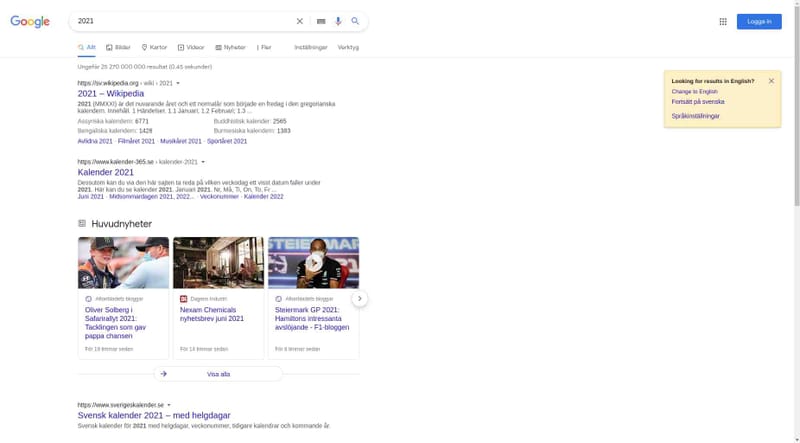 Google
2021
Logga in
Allt
Bilder
Kartor
Videor
Nyheter
Fler
Inställningar
Verktyg
Ungefär 25 270 000 000 resultat (0,45 sekunder)
https://sv.wikipedia.org › wiki › 2021
2021 – Wikipedia
2021 (MMXXI) är det nuvarande året och ett normalår som började en fredag i den gregorianska
kalendern. Innehåll. 1 Händelser. 1.1 Januari; 1.2 Februari; 1.3 ...
Assyriska kalendern: 6771
Buddhistisk kalender: 2565
Bengaliska kalendern: 1428
Burmesiska kalendern: 1383
Avlidna 2021 · Filmåret 2021 · Musikåret 2021 · Sportåret 2021
https://www.kalender-365.se › kalender-2021
Kalender 2021
Dessutom kan du via den här sajten ta reda på vilken veckodag ett visst datum faller under
2021. Här kan du se kalender 2021. Januari 2021. Nr, Må, Ti, On, To, Fr ...
Juni 2021 · Midsommardagen 2021, 2022... · Veckonummer · Kalender 2022
Looking for results in English?
Change to English
Fortsätt på svenska
Språkinställningar
Huvudnyheter
STEIERMAR
Aftonbladets bloggar
Oliver Solberg i
Safarirallyt 2021:
Tacklingen som gav
pappa chansen
För 19 timmar sedan
Dagens industri
Nexam Chemicals
nyhetsbrev juni 2021
För 14 timmar sedan
Aftonbladets bloggar
Steiermark GP 2021:
Hamiltons intressanta
avslöjande - F1-bloggen
För 6 timmar sedan
Visa alla
https://www.sverigeskalender.se
Svensk kalender 2021 – med helgdagar
Svensk kalender för 2021 med helgdagar, veckonummer, tidigare kalendrar och kommande år.